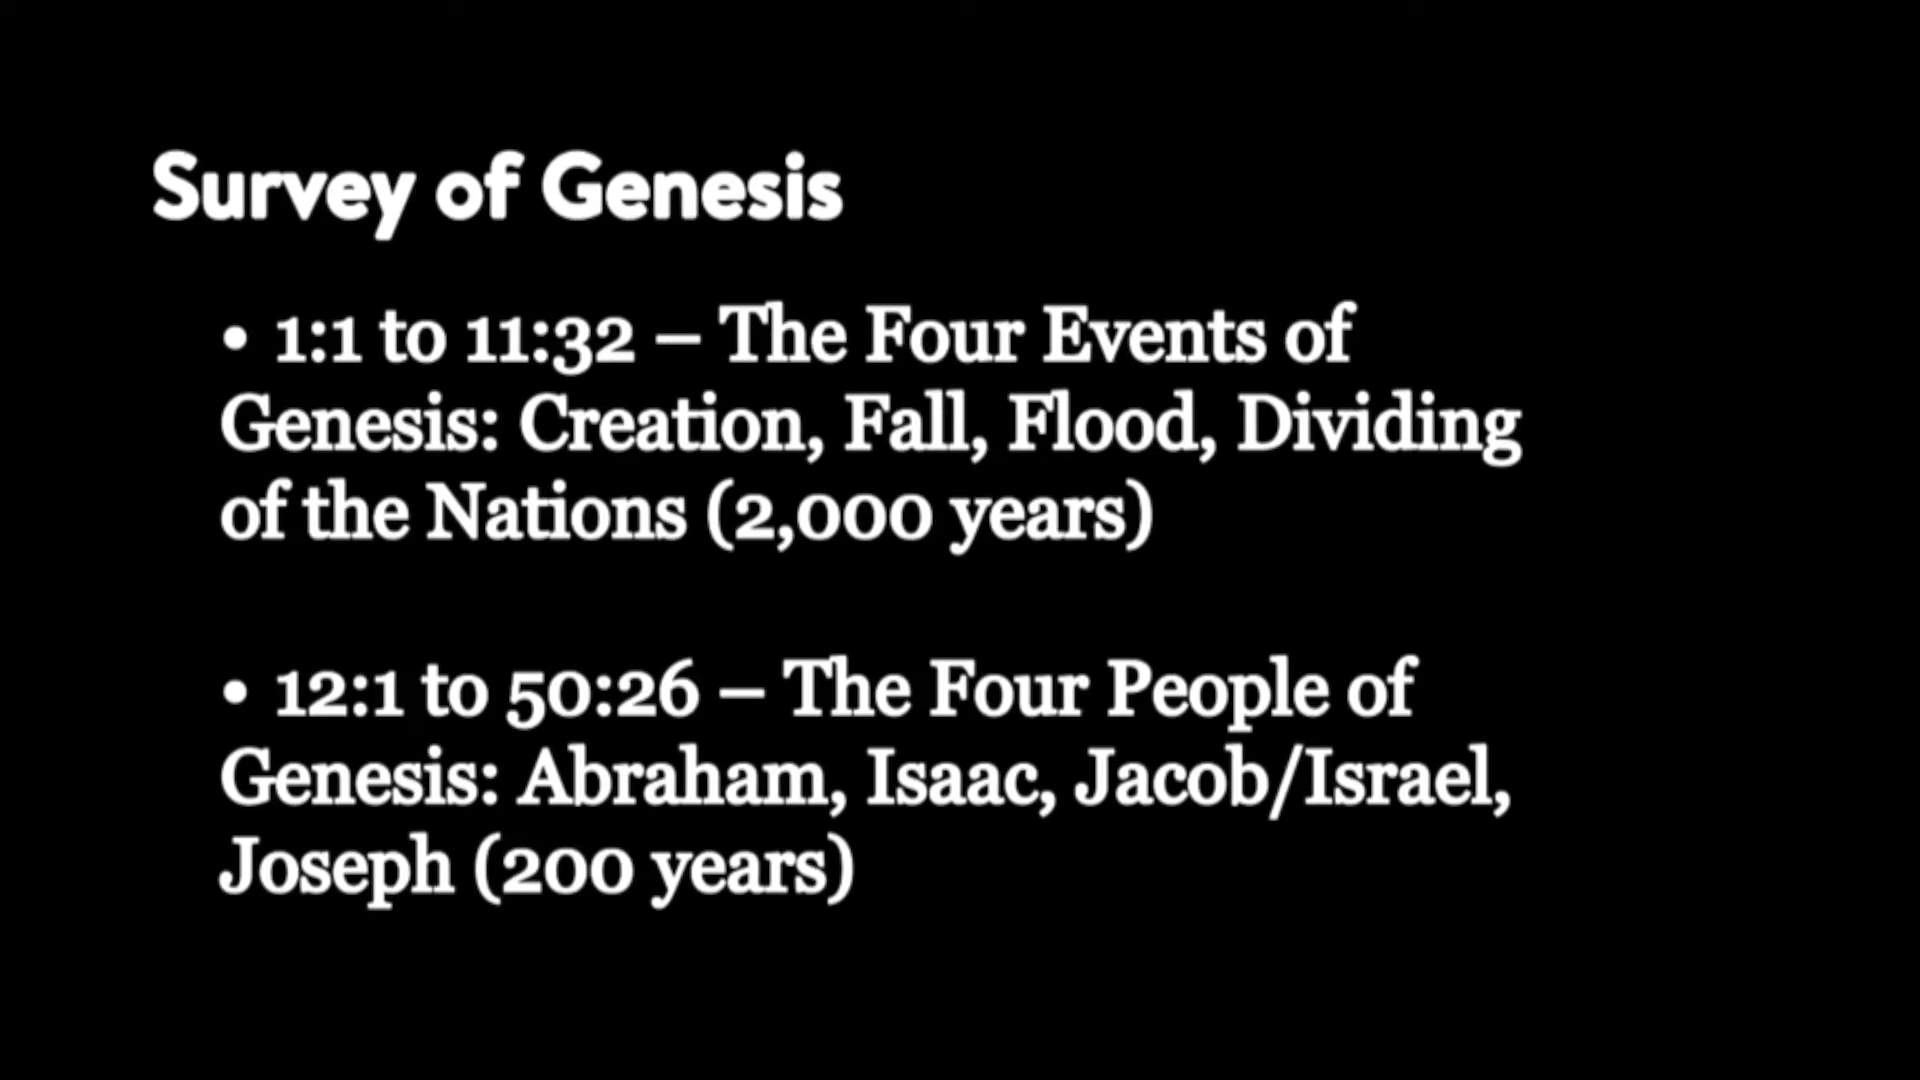 Survey of Genesis
• 1:1 to 11:32 – The Four Events of
Genesis: Creation, Fall, Flood, Dividing
of the Nations (2,000 years)
• 12:1 to 50:26 – The Four People of
Genesis: Abraham, Isaac, Jacob/Israel,
Joseph (200 years)